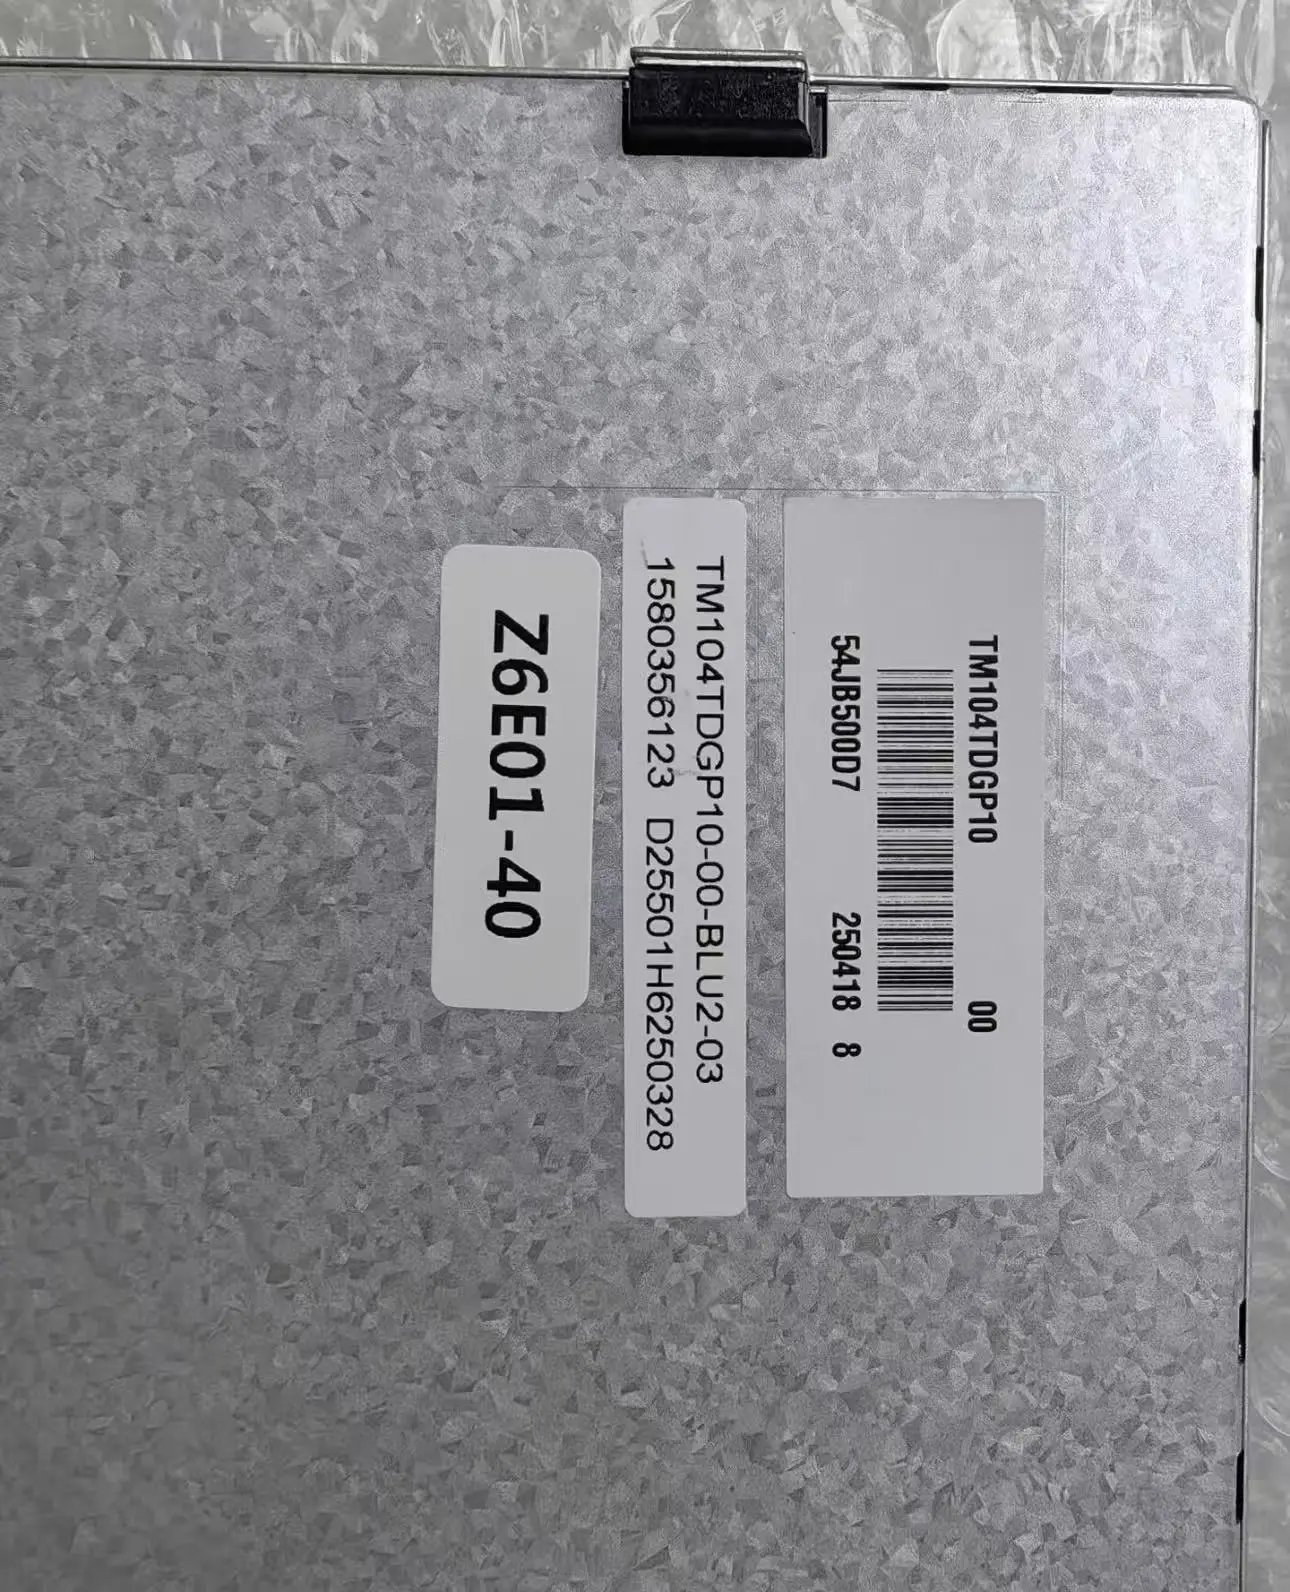 TM104TDGP10 00
54JB500D7 250418 8
TM104TDGP10-00-BLU2-03
1580356123 D25501H6250328
Z6E01-40